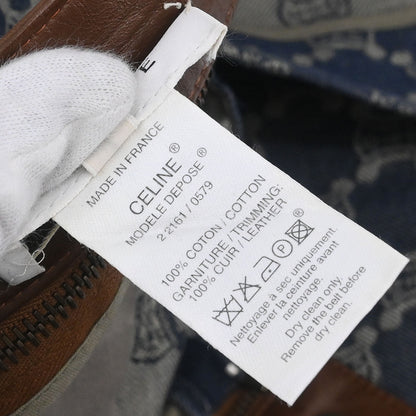 E
MADE IN FRANCE
CELINE ®
MODELE DEPOSE ®
2 2161 / 0579
100% COTON / COTTON
GARNITURE / TRIMMING:
100% CUIR / LEATHER
Nettoyage à sec uniquement.
Enlever la ceinture avant
nettoyage.
Dry clean only.
Remove the belt before
dry clean.